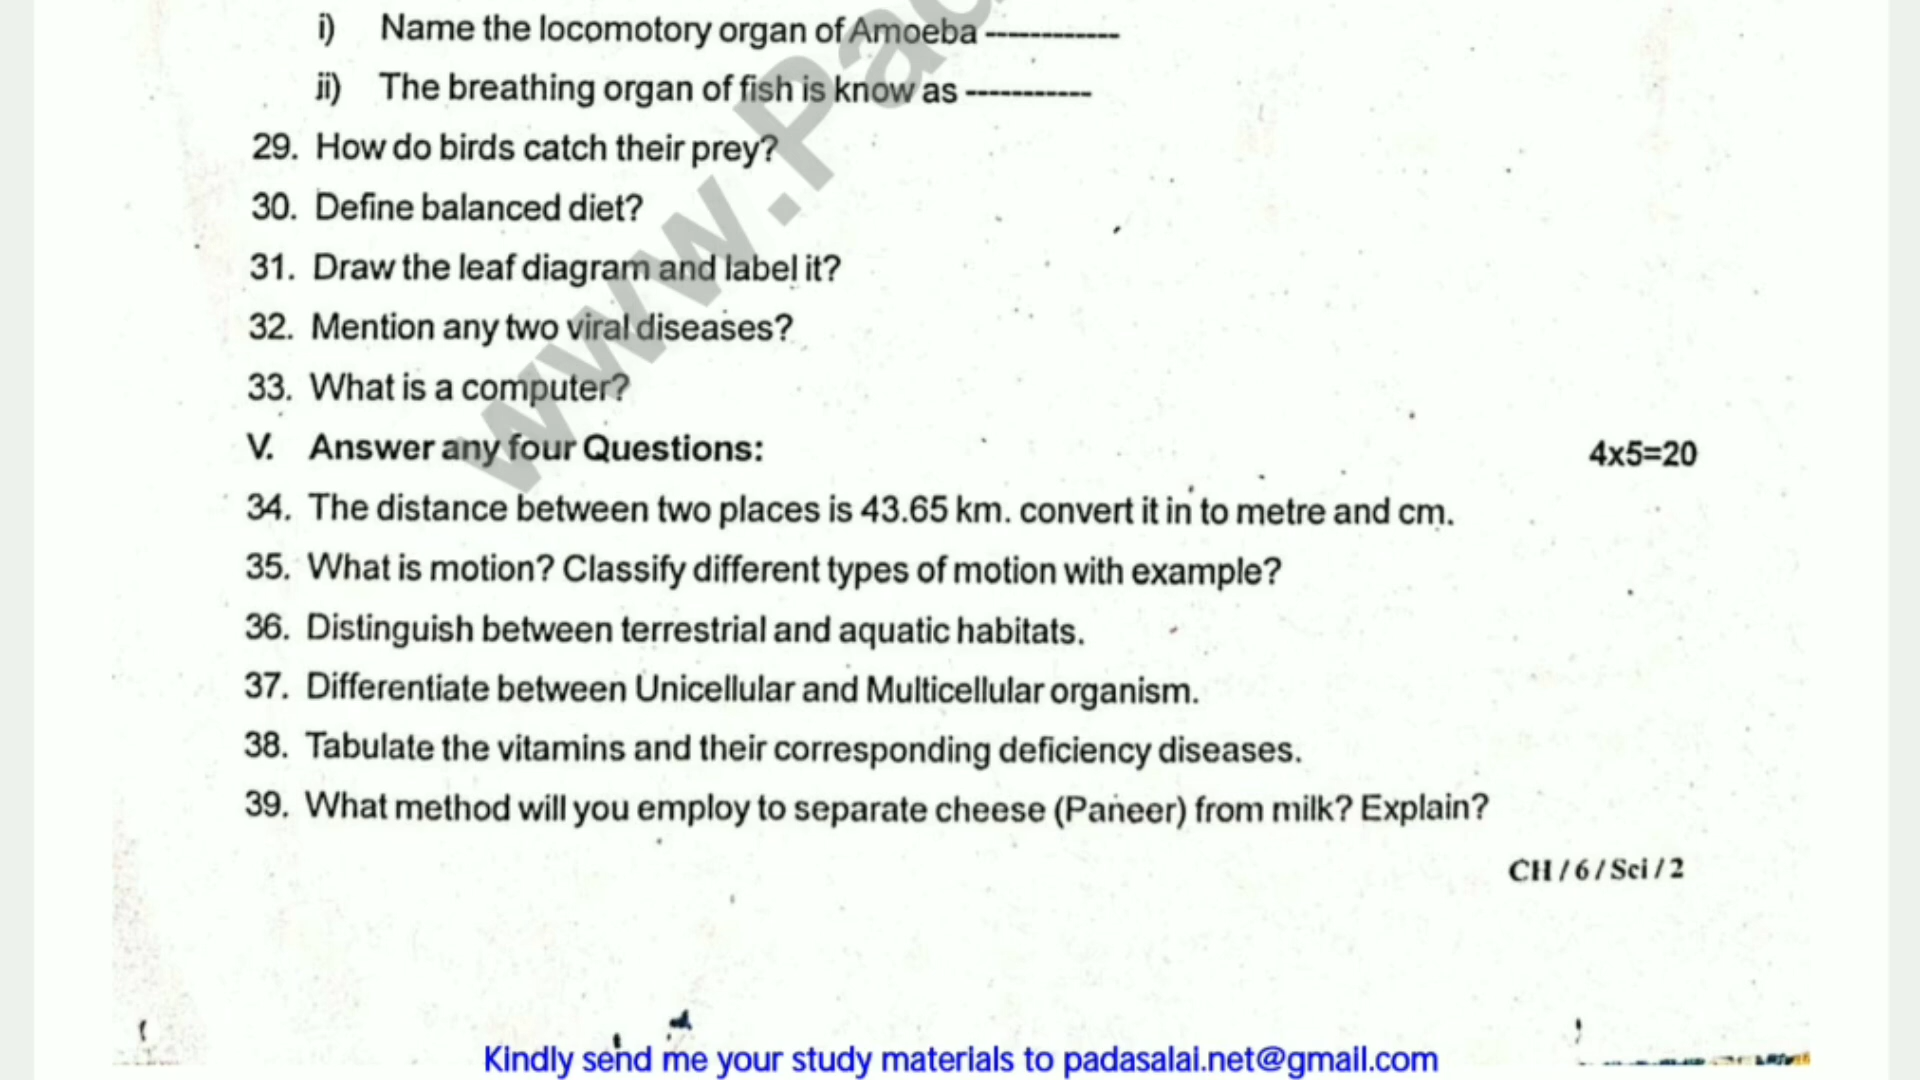 i) Name the locomotory organ of Amoeba ------------
ii) The breathing organ of fish is know as -----------
29. How do birds catch their prey?
30. Define balanced diet?
31. Draw the leaf diagram and label it?
32. Mention any two viral diseases?
33. What is a computer?
V. Answer any four Questions: 4x5=20
34. The distance between two places is 43.65 km. convert it in to metre and cm.
35. What is motion? Classify different types of motion with example?
36. Distinguish between terrestrial and aquatic habitats.
37. Differentiate between Unicellular and Multicellular organism.
38. Tabulate the vitamins and their corresponding deficiency diseases.
39. What method will you employ to separate cheese (Paneer) from milk? Explain?
CH / 6 / Sci / 2
www.Pad
Kindly send me your study materials to padasalai.net@gmail.com